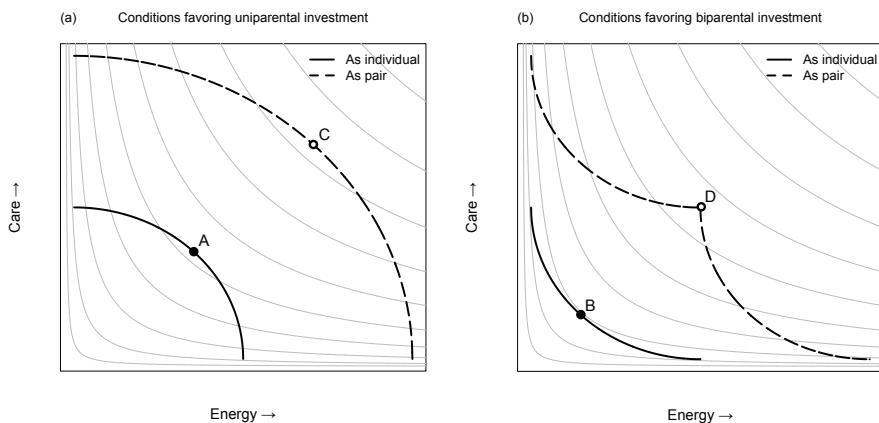 (a) Conditions favoring uniparental investment
As individual
As pair
C
A
Care →
Energy →
(b) Conditions favoring biparental investment
As individual
As pair
D
B
Care →
Energy →